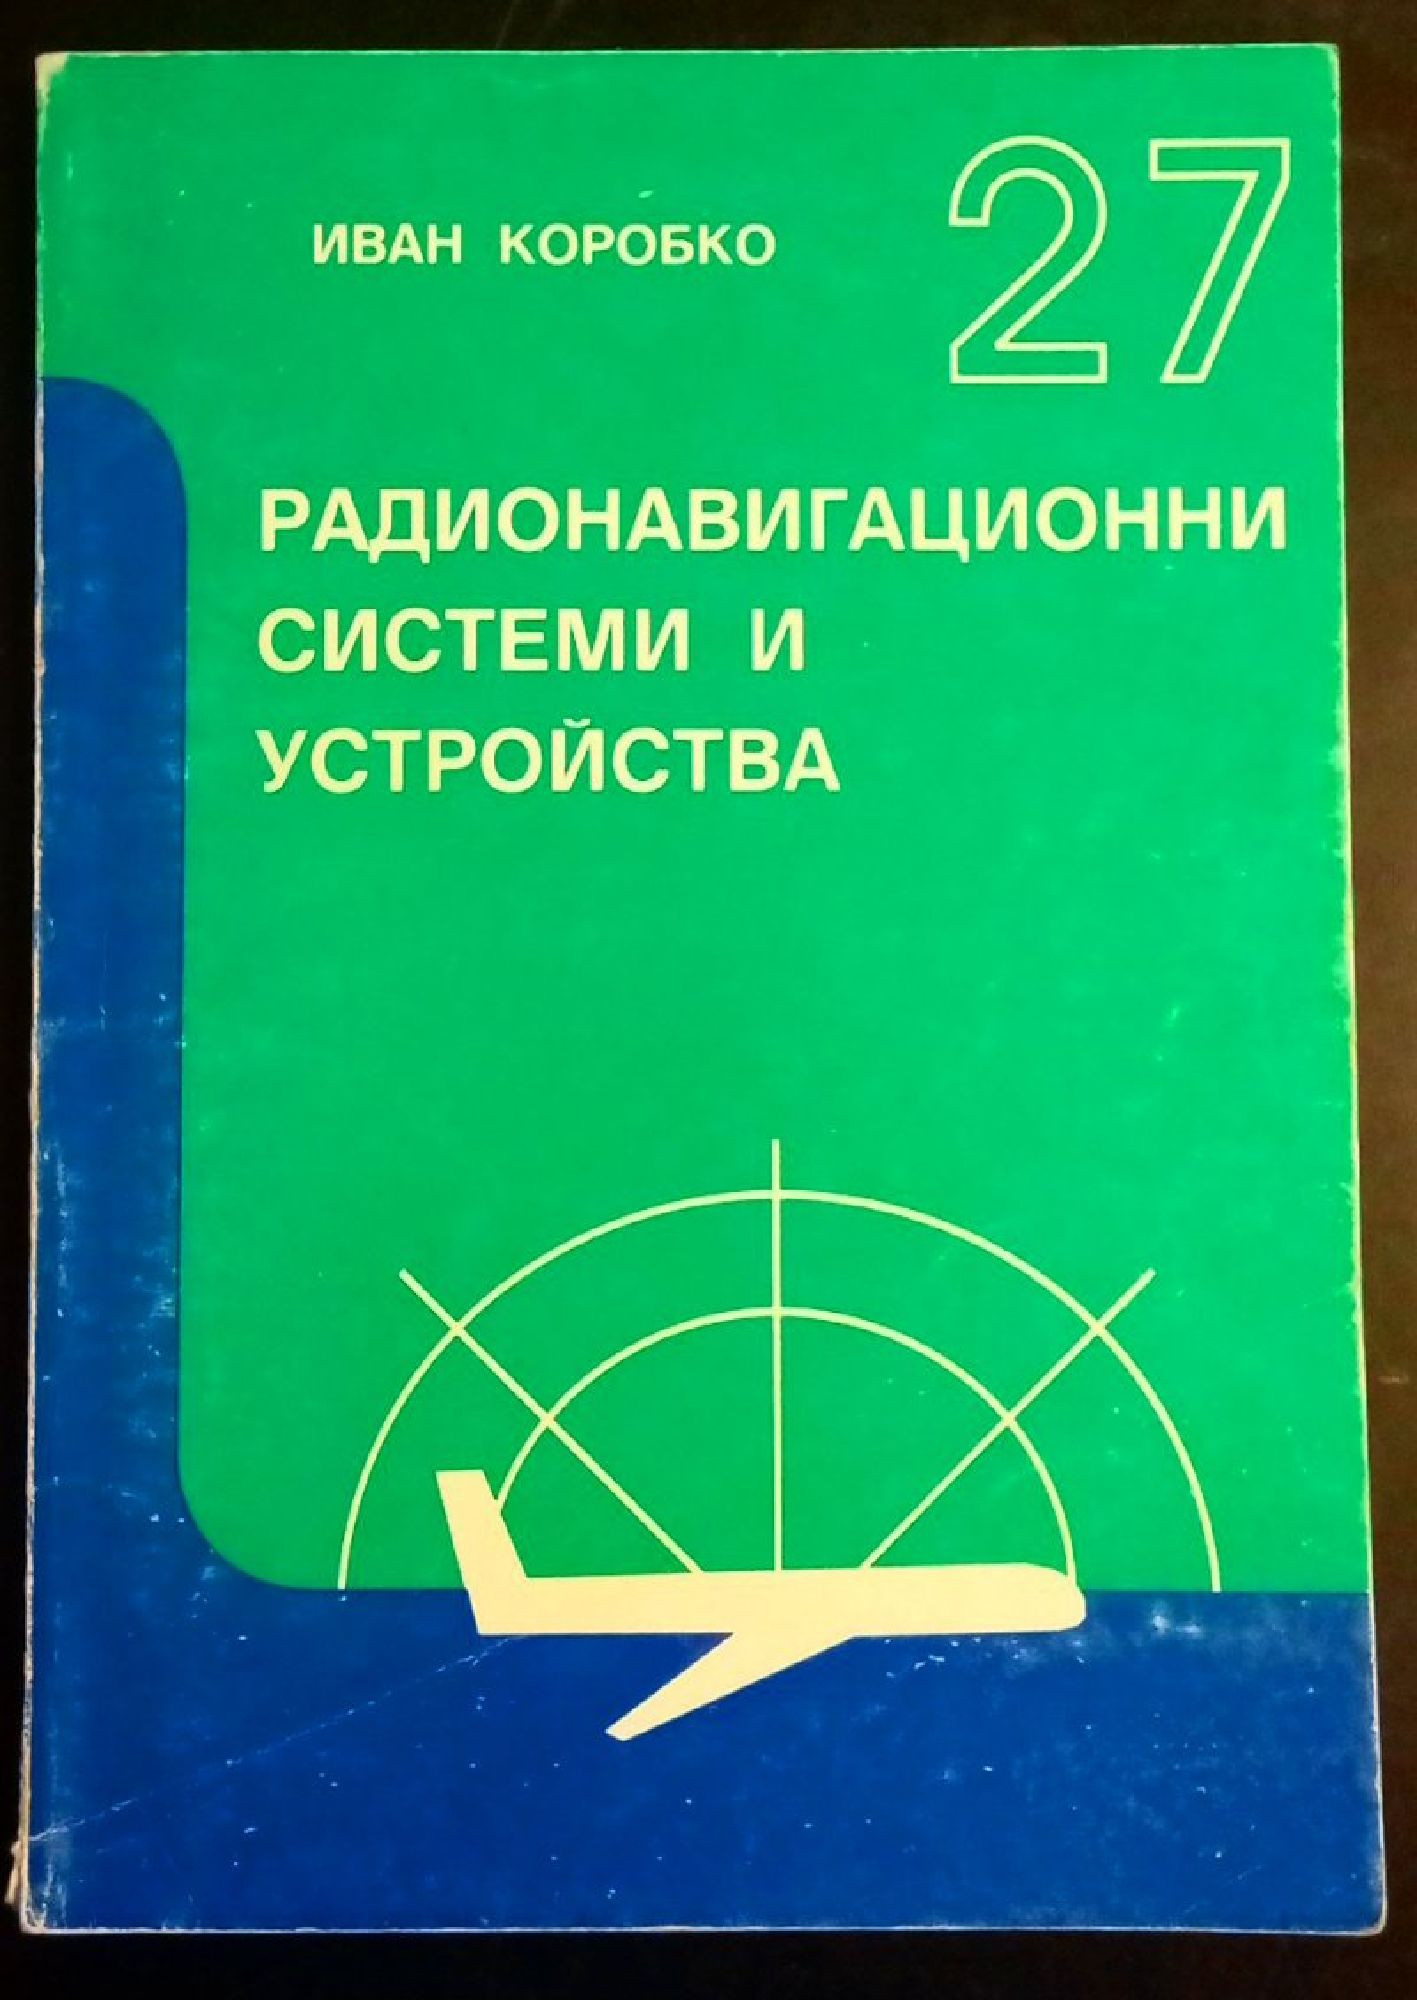 27
ИВАН КОРОБКО
РАДИОНАВИГАЦИОННИ
СИСТЕМИ И
УСТРОЙСТВА